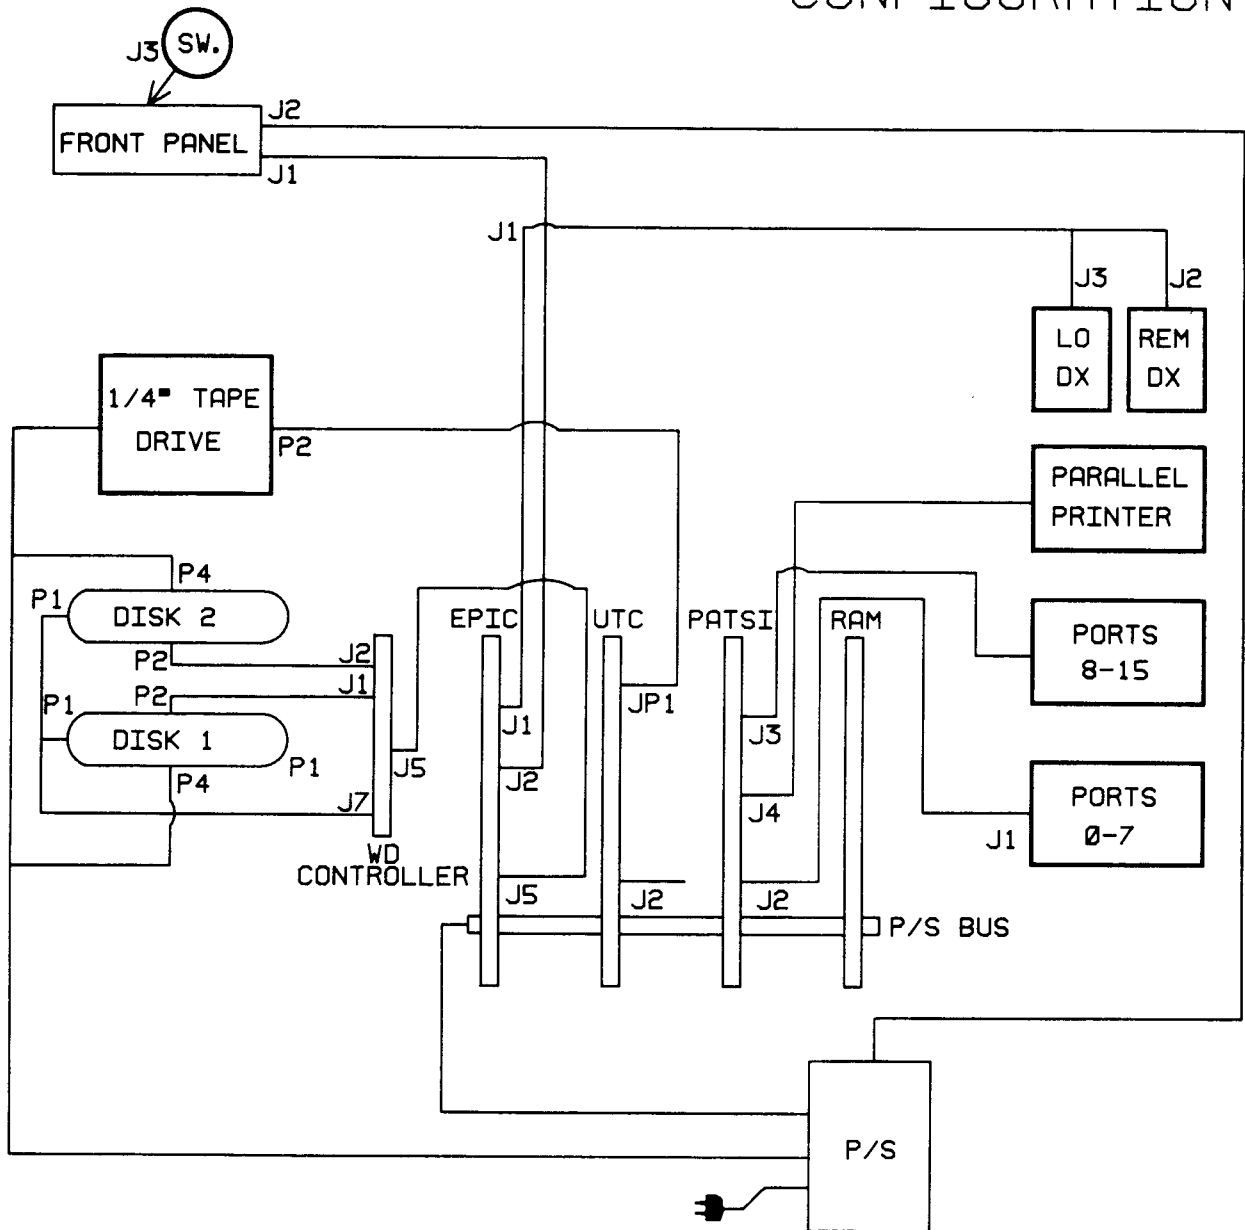 CONFIGURATION
J3
SW.
J2
FRONT PANEL
J1
J1
J3
J2
LO
DX
REM
DX
1/4" TAPE
DRIVE
P2
PARALLEL
PRINTER
P4
P1
DISK 2
P2
J2
EPIC
UTC
PATSI
RAM
PORTS
8-15
P1
P2
J1
DISK 1
P1
P4
J5
J7
WD
CONTROLLER
J1
J2
J5
JP1
J2
J3
J4
J2
PORTS
0-7
J1
P/S BUS
P/S